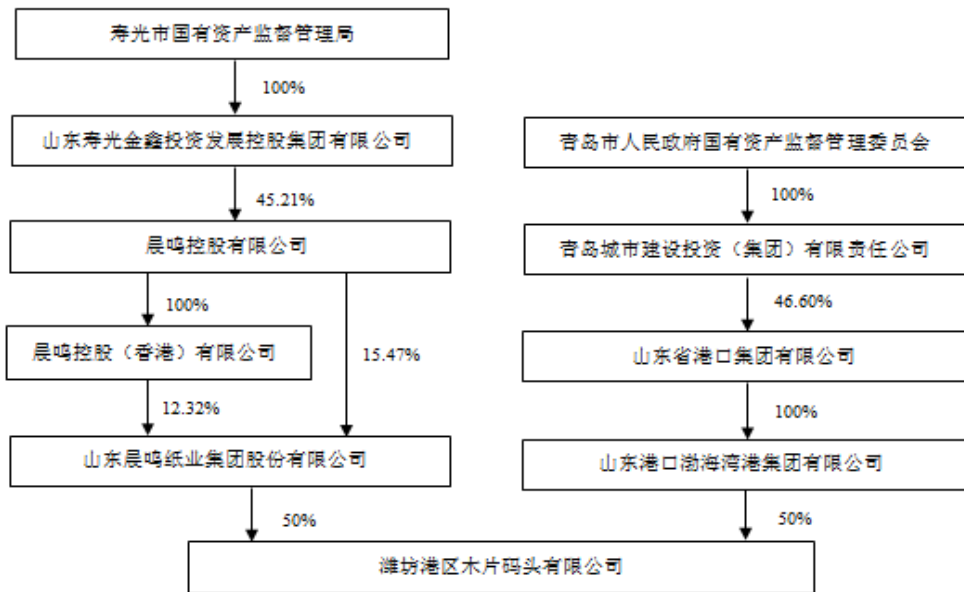 寿光市国有资产监督管理局
100%
山东寿光金鑫投资发展控股集团有限公司
45.21%
晨鸣控股有限公司
100%
晨鸣控股（香港）有限公司
15.47%
12.32%
山东晨鸣纸业集团股份有限公司
50%
青岛市人民政府国有资产监督管理委员会
100%
青岛城市建设投资（集团）有限责任公司
46.60%
山东省港口集团有限公司
100%
山东港口渤海湾港集团有限公司
50%
潍坊港区木片码头有限公司